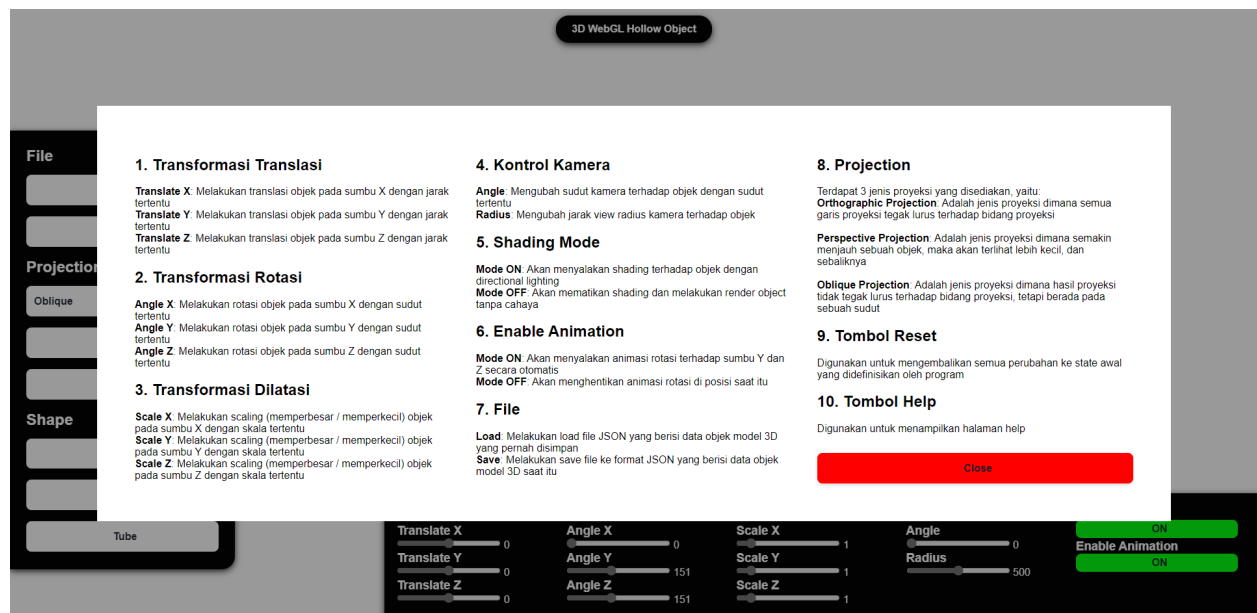 3D WebGL Hollow Object
File
Projection
Oblique
Shape
Tube
1. Transformasi Translasi
Translate X: Melakukan translasi objek pada sumbu X dengan jarak
tertentu
Translate Y: Melakukan translasi objek pada sumbu Y dengan jarak
tertentu
Translate Z: Melakukan translasi objek pada sumbu Z dengan jarak
tertentu
2. Transformasi Rotasi
Angle X: Melakukan rotasi objek pada sumbu X dengan sudut
tertentu
Angle Y: Melakukan rotasi objek pada sumbu Y dengan sudut
tertentu
Angle Z: Melakukan rotasi objek pada sumbu Z dengan sudut
tertentu
3. Transformasi Dilatasi
Scale X: Melakukan scaling (memperbesar / memperkecil) objek
pada sumbu X dengan skala tertentu
Scale Y: Melakukan scaling (memperbesar / memperkecil) objek
pada sumbu Y dengan skala tertentu
Scale Z: Melakukan scaling (memperbesar / memperkecil) objek
pada sumbu Z dengan skala tertentu
4. Kontrol Kamera
Angle: Mengubah sudut kamera terhadap objek dengan sudut
tertentu
Radius: Mengubah jarak view radius kamera terhadap objek
5. Shading Mode
Mode ON: Akan menyalakan shading terhadap objek dengan
directional lighting
Mode OFF: Akan mematikan shading dan melakukan render object
tanpa cahaya
6. Enable Animation
Mode ON: Akan menyalakan animasi rotasi terhadap sumbu Y dan
Z secara otomatis
Mode OFF: Akan menghentikan animasi rotasi di posisi saat itu
7. File
Load: Melakukan load file JSON yang berisi data objek model 3D
yang pernah disimpan
Save: Melakukan save file ke format JSON yang berisi data objek
model 3D saat itu
8. Projection
Terdapat 3 jenis proyeksi yang disediakan, yaitu:
Orthographic Projection: Adalah jenis proyeksi dimana semua
garis proyeksi tegak lurus terhadap bidang proyeksi
Perspective Projection: Adalah jenis proyeksi dimana semakin
menjauh sebuah objek, maka akan terlihat lebih kecil, dan
sebaliknya
Oblique Projection: Adalah jenis proyeksi dimana hasil proyeksi
tidak tegak lurus terhadap bidang proyeksi, tetapi berada pada
sebuah sudut
9. Tombol Reset
Digunakan untuk mengembalikan semua perubahan ke state awal
yang didefinisikan oleh program
10. Tombol Help
Digunakan untuk menampilkan halaman help
Close
Translate X 0
Translate Y 0
Translate Z 0
Angle X 0
Angle Y 151
Angle Z 151
Scale X 1
Scale Y 1
Scale Z 1
Angle 0
Radius 500
ON
Enable Animation
ON